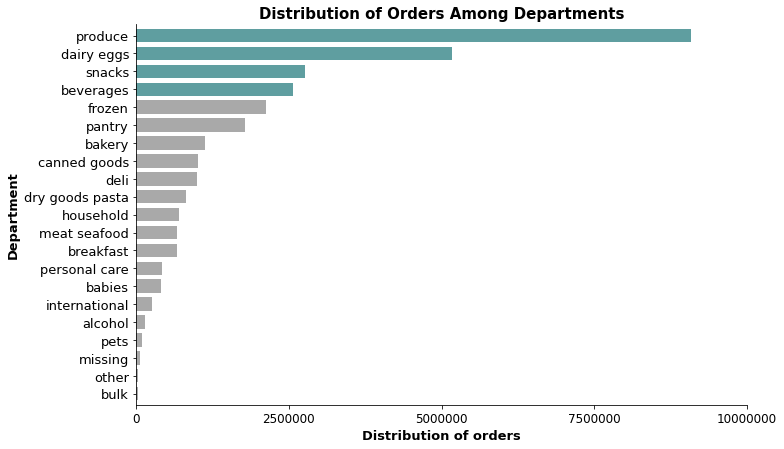 Distribution of Orders Among Departments
Department
produce
dairy eggs
snacks
beverages
frozen
pantry
bakery
canned goods
deli
dry goods pasta
household
meat seafood
breakfast
personal care
babies
international
alcohol
pets
missing
other
bulk
0 2500000 5000000 7500000 10000000
Distribution of orders